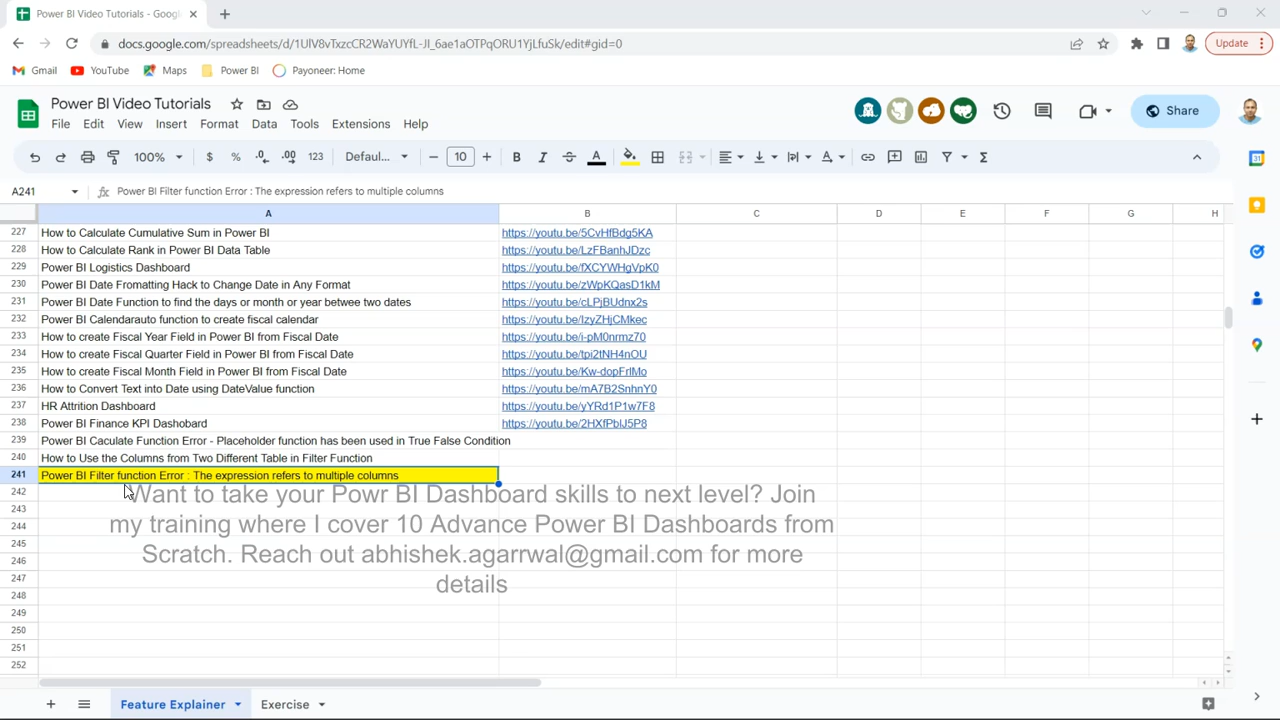 Power BI Video Tutorials - Googl
docs.google.com/spreadsheets/d/1UlV8vTxzcCR2WaYUYfL-JI_6ae1aOTPqORU1YjLfuSk/edit#gid=0
Update
Gmail YouTube Maps Power BI Payoneer: Home
Power BI Video Tutorials
Share
File Edit View Insert Format Data Tools Extensions Help
100% $ % .0 .00 123 Defaul... 10 B I A
A241 fx Power BI Filter function Error : The expression refers to multiple columns
A B C D E F G H
227 How to Calculate Cumulative Sum in Power BI https://youtu.be/5CvHfBdg5KA
228 How to Calculate Rank in Power BI Data Table https://youtu.be/LzFBanhJDzc
229 Power BI Logistics Dashboard https://youtu.be/fXCYWHgVpK0
230 Power BI Date Fromatting Hack to Change Date in Any Format https://youtu.be/zWpKQasD1kM
231 Power BI Date Function to find the days or month or year betwee two dates https://youtu.be/cLPjBUdnx2s
232 Power BI Calendarauto function to create fiscal calendar https://youtu.be/IzyZHjCMkec
233 How to create Fiscal Year Field in Power BI from Fiscal Date https://youtu.be/i-pM0nrmz70
234 How to create Fiscal Quarter Field in Power BI from Fiscal Date https://youtu.be/tpi2tNH4nOU
235 How to create Fiscal Month Field in Power BI from Fiscal Date https://youtu.be/Kw-dopFrlMo
236 How to Convert Text into Date using DateValue function https://youtu.be/mA7B2SnhnY0
237 HR Attrition Dashboard https://youtu.be/yYRd1P1w7F8
238 Power BI Finance KPI Dashobard https://youtu.be/2HXfPblJ5P8
239 Power BI Caculate Function Error - Placeholder function has been used in True False Condition
240 How to Use the Columns from Two Different Table in Filter Function
241 Power BI Filter function Error : The expression refers to multiple columns
242
Want to take your Powr BI Dashboard skills to next level? Join
243
my training where I cover 10 Advance Power BI Dashboards from
244
245
Scratch. Reach out abhishek.agarrwal@gmail.com for more
246
details
247
248
249
250
251
252
Feature Explainer Exercise